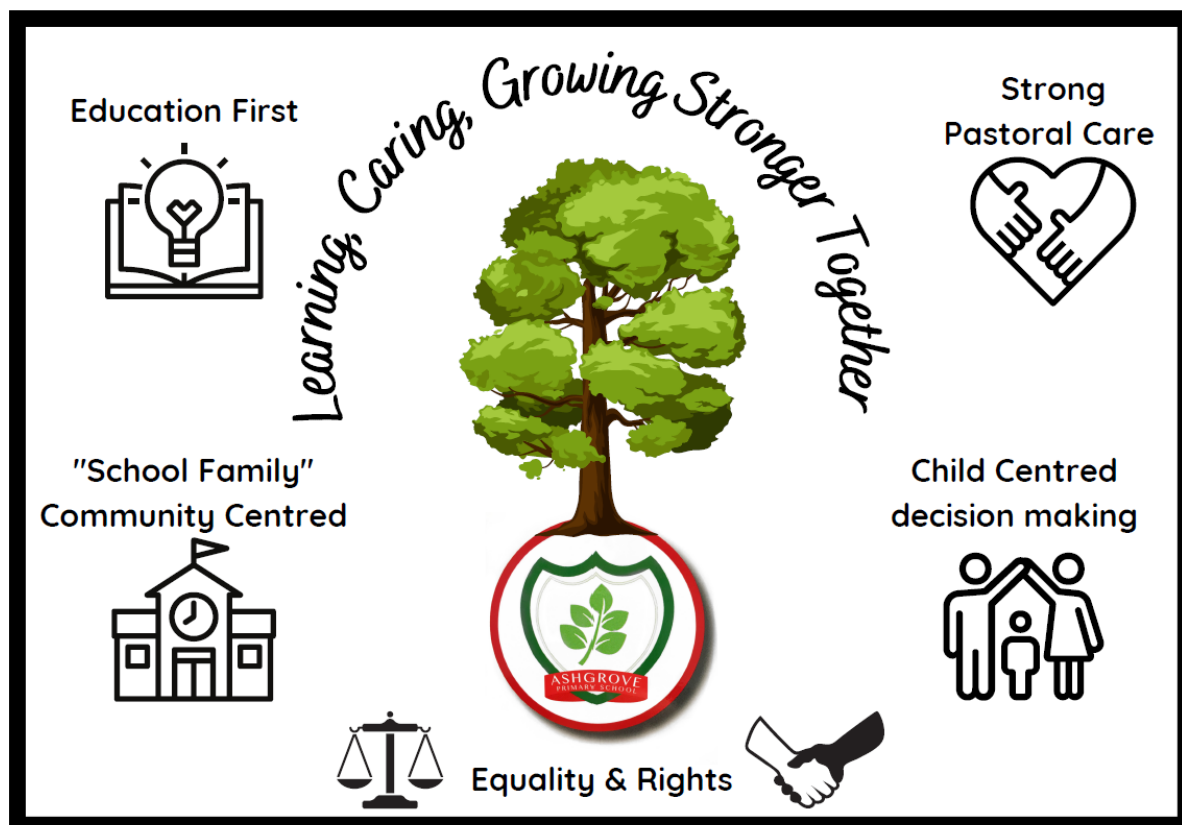 Learning, Caring, Growing Stronger Together
Education First
Strong
Pastoral Care
"School Family"
Community Centred
Child Centred
decision making
ASHGROVE
PRIMARY SCHOOL
Equality & Rights